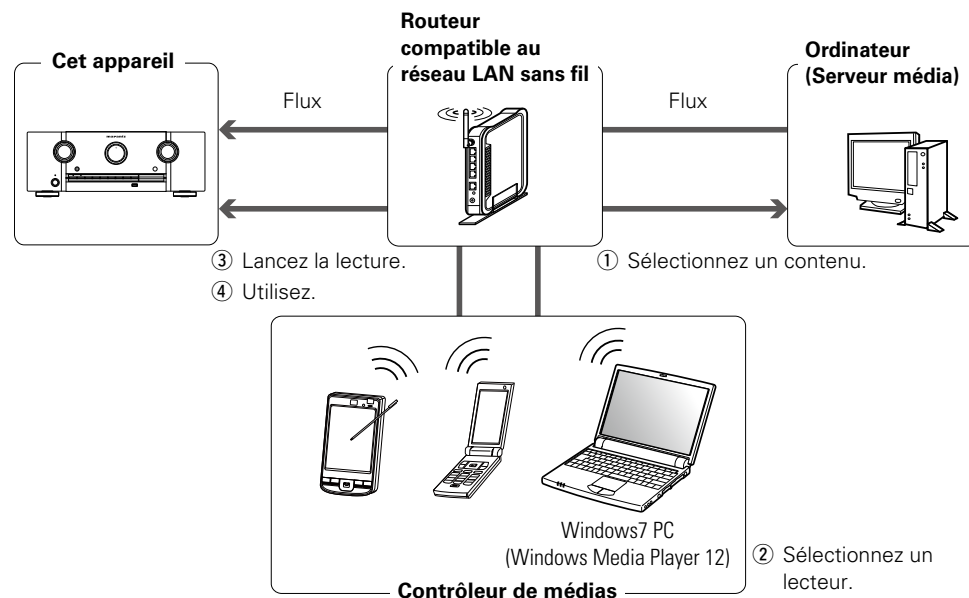 Cet appareil
Routeur
compatible au
réseau LAN sans fil
Ordinateur
(Serveur média)
Flux
Flux
③ Lancez la lecture.
④ Utilisez.
① Sélectionnez un contenu.
Windows7 PC
(Windows Media Player 12)
② Sélectionnez un
lecteur.
Contrôleur de médias